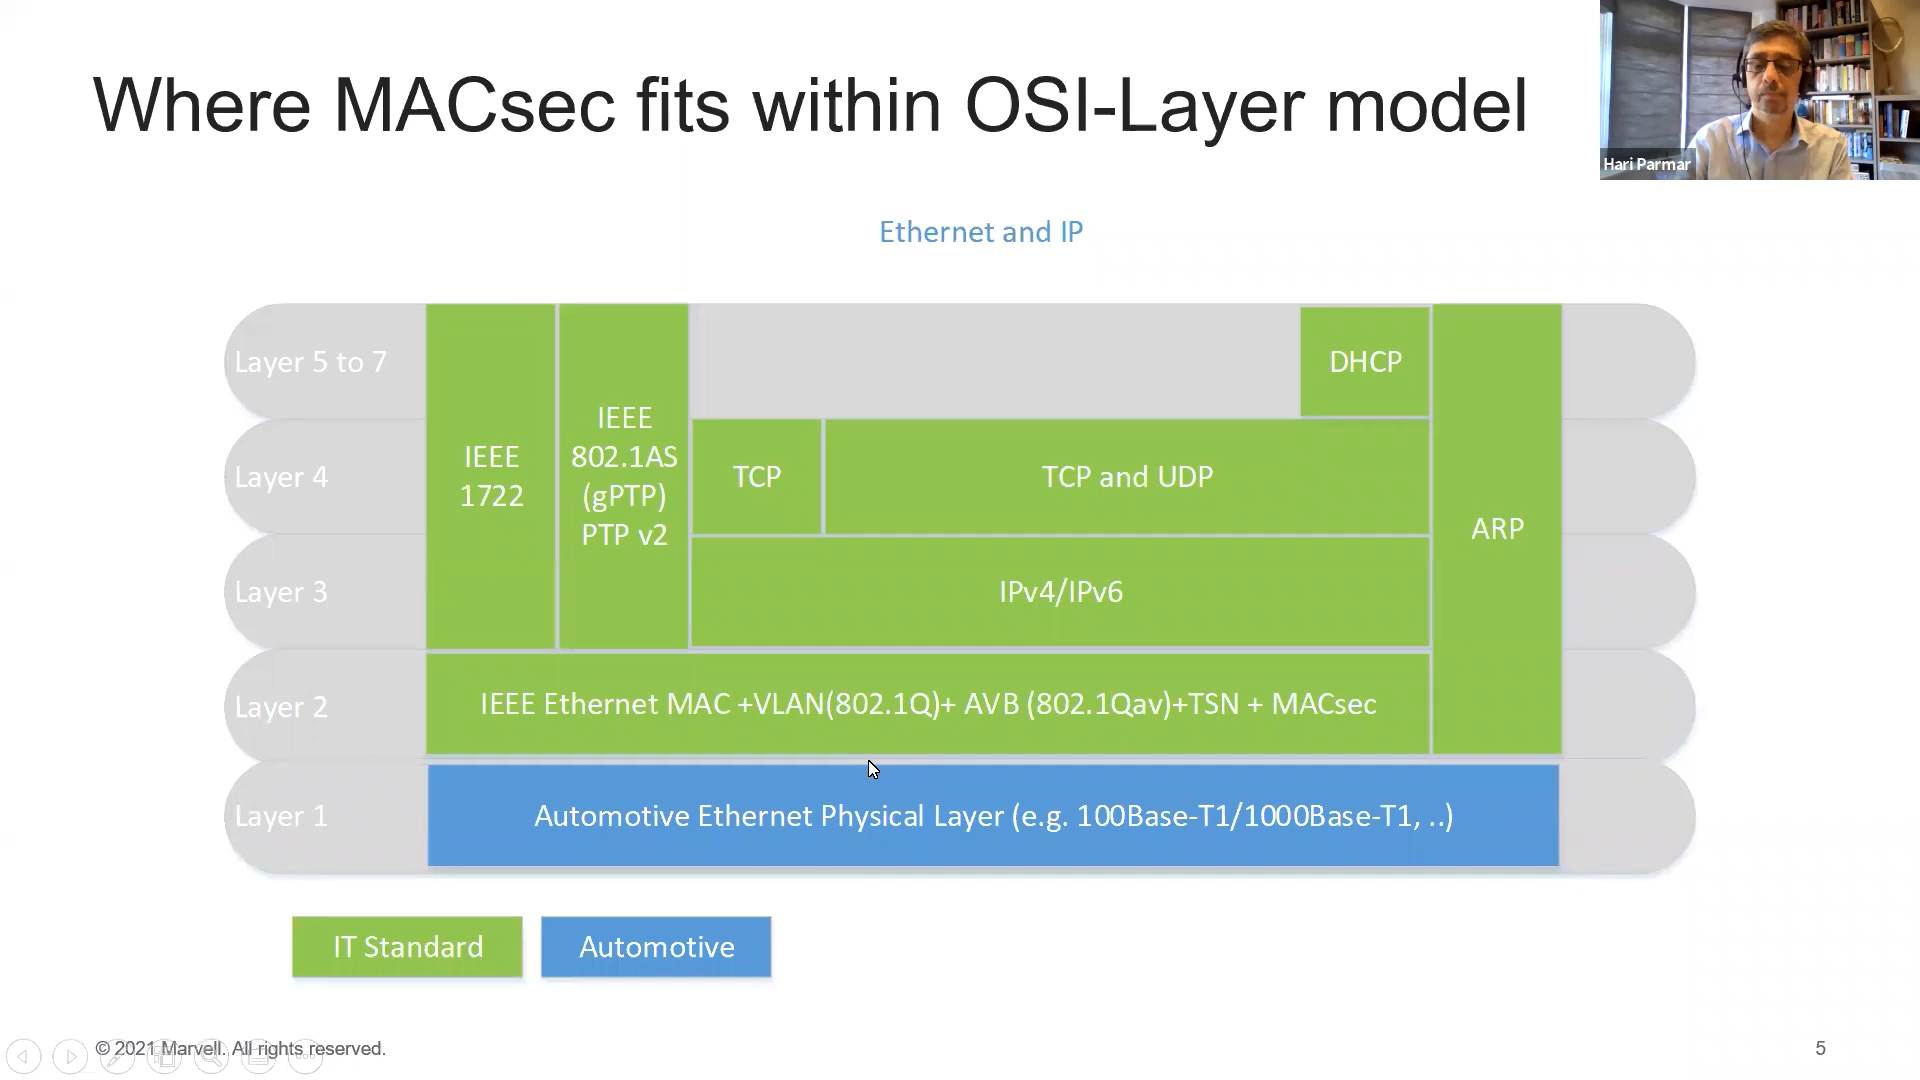 Where MACsec fits within OSI-Layer model
Hari Parmar
Ethernet and IP
Layer 5 to 7
DHCP
IEEE
1722
IEEE
802.1AS
(gPTP)
PTP v2
Layer 4
TCP
TCP and UDP
ARP
Layer 3
IPv4/IPv6
Layer 2
IEEE Ethernet MAC +VLAN(802.1Q)+ AVB (802.1Qav)+TSN + MACsec
Layer 1
Automotive Ethernet Physical Layer (e.g. 100Base-T1/1000Base-T1, ..)
IT Standard
Automotive
© 2021 Marvell. All rights reserved.
5